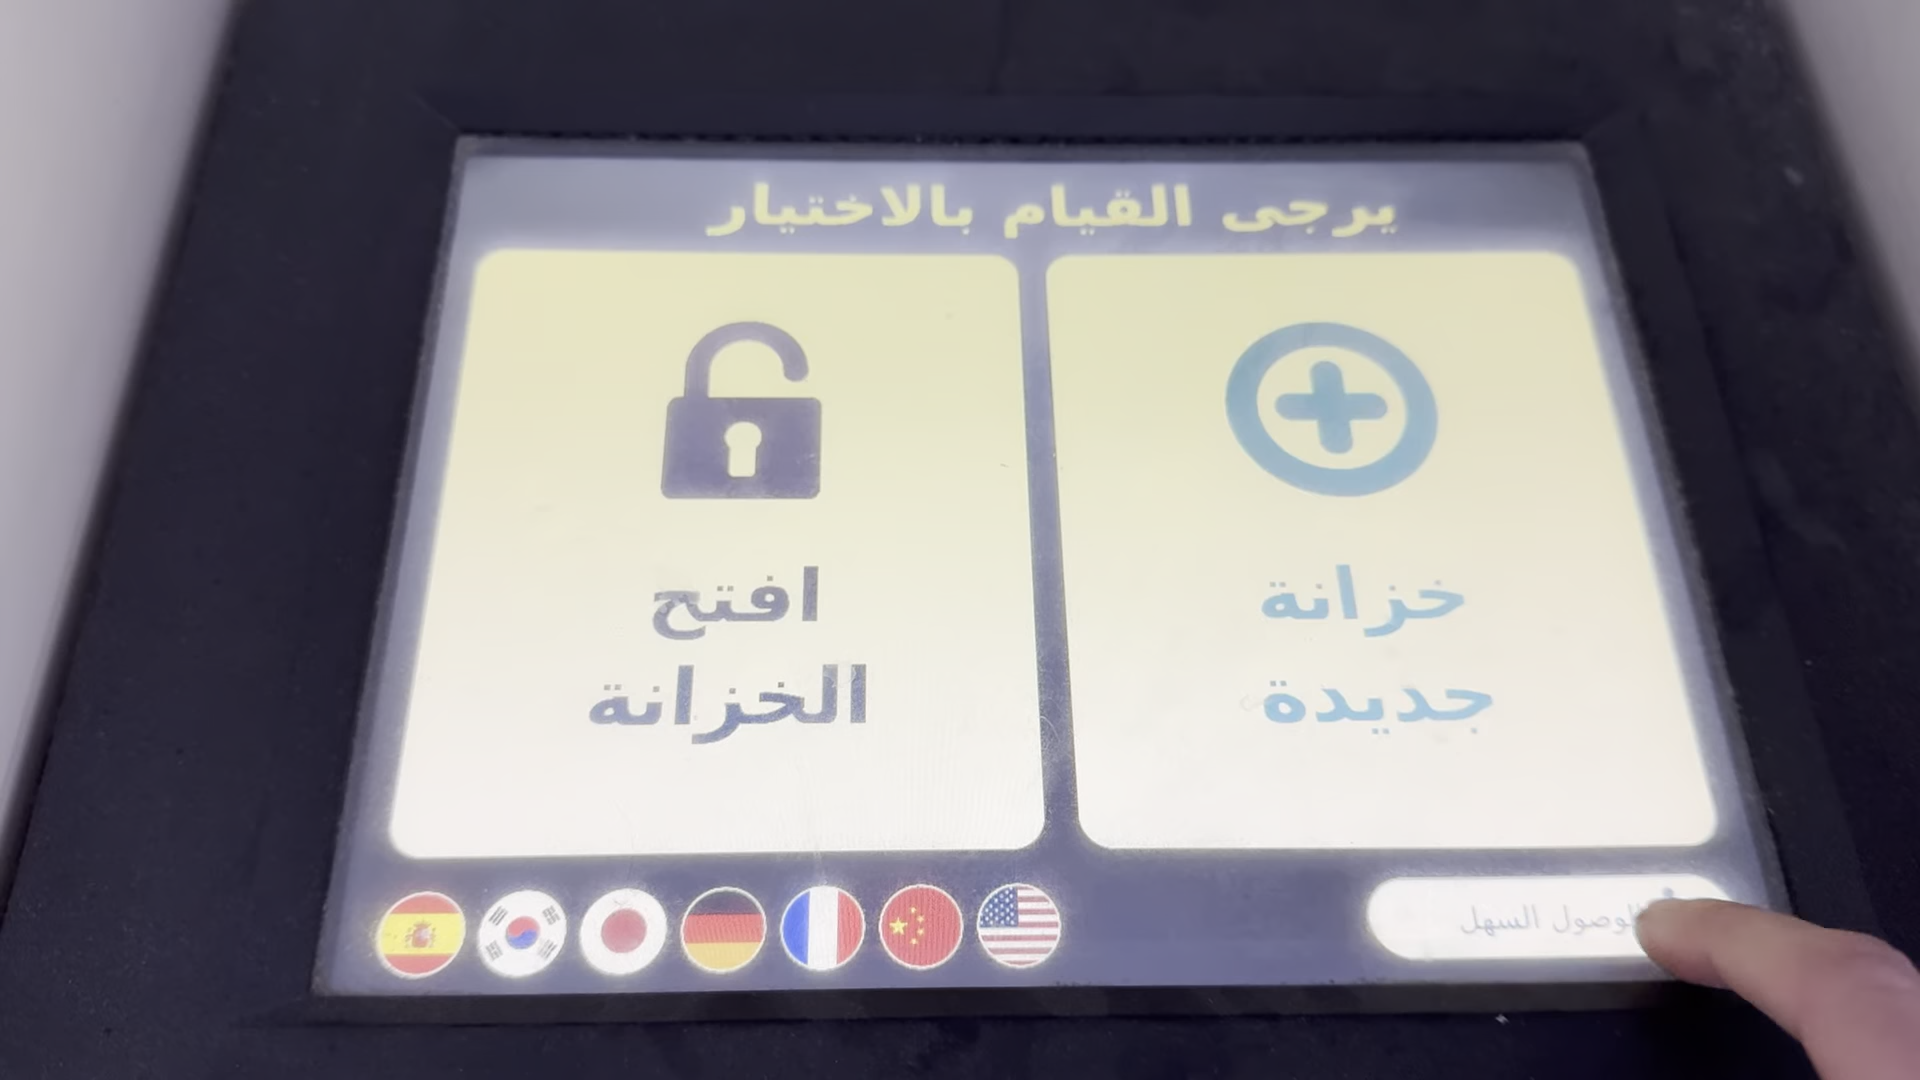 يرجى القيام بالاختيار
خزانة
جديدة
افتح
الخزانة
الوصول السهل